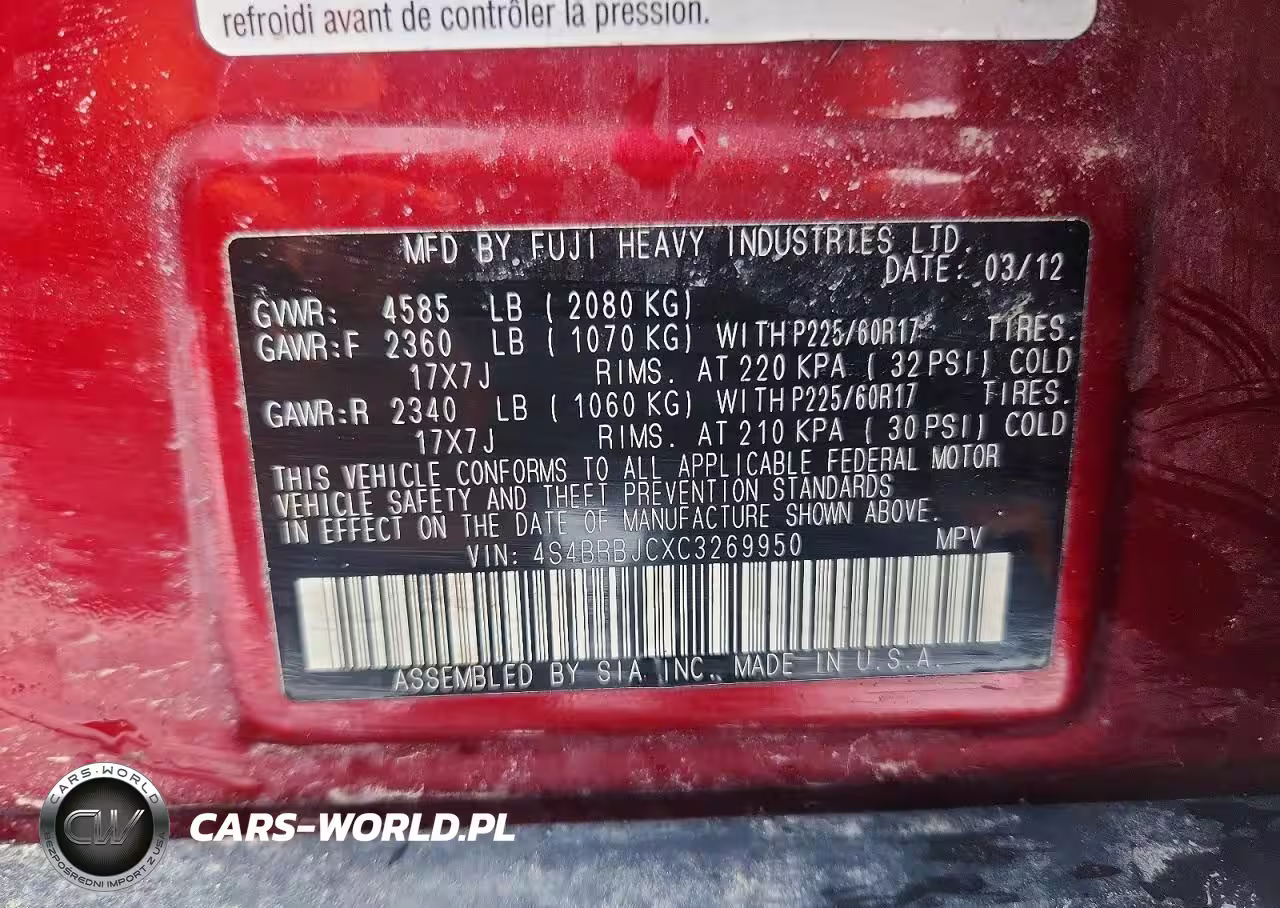 refroidi avant de contrôler la pression.
MFD BY FUJI HEAVY INDUSTRIES LTD.
DATE: 03/12
GVWR: 4585 LB ( 2080 KG)
GAWR:F 2360 LB ( 1070 KG) WITH P225/60R17 TIRES.
17X7J RIMS. AT 220 KPA ( 32 PSI) COLD
GAWR:R 2340 LB ( 1060 KG) WITH P225/60R17 TIRES.
17X7J RIMS. AT 210 KPA ( 30 PSI) COLD
THIS VEHICLE CONFORMS TO ALL APPLICABLE FEDERAL MOTOR
VEHICLE SAFETY AND THEFT PREVENTION STANDARDS
IN EFFECT ON THE DATE OF MANUFACTURE SHOWN ABOVE.
VIN: 4S4BRBJCXC3269950 MPV
ASSEMBLED BY SIA INC. MADE IN U.S.A.
CARS-WORLD
CW
BEZPOŚREDNI IMPORT Z USA
CARS-WORLD.PL